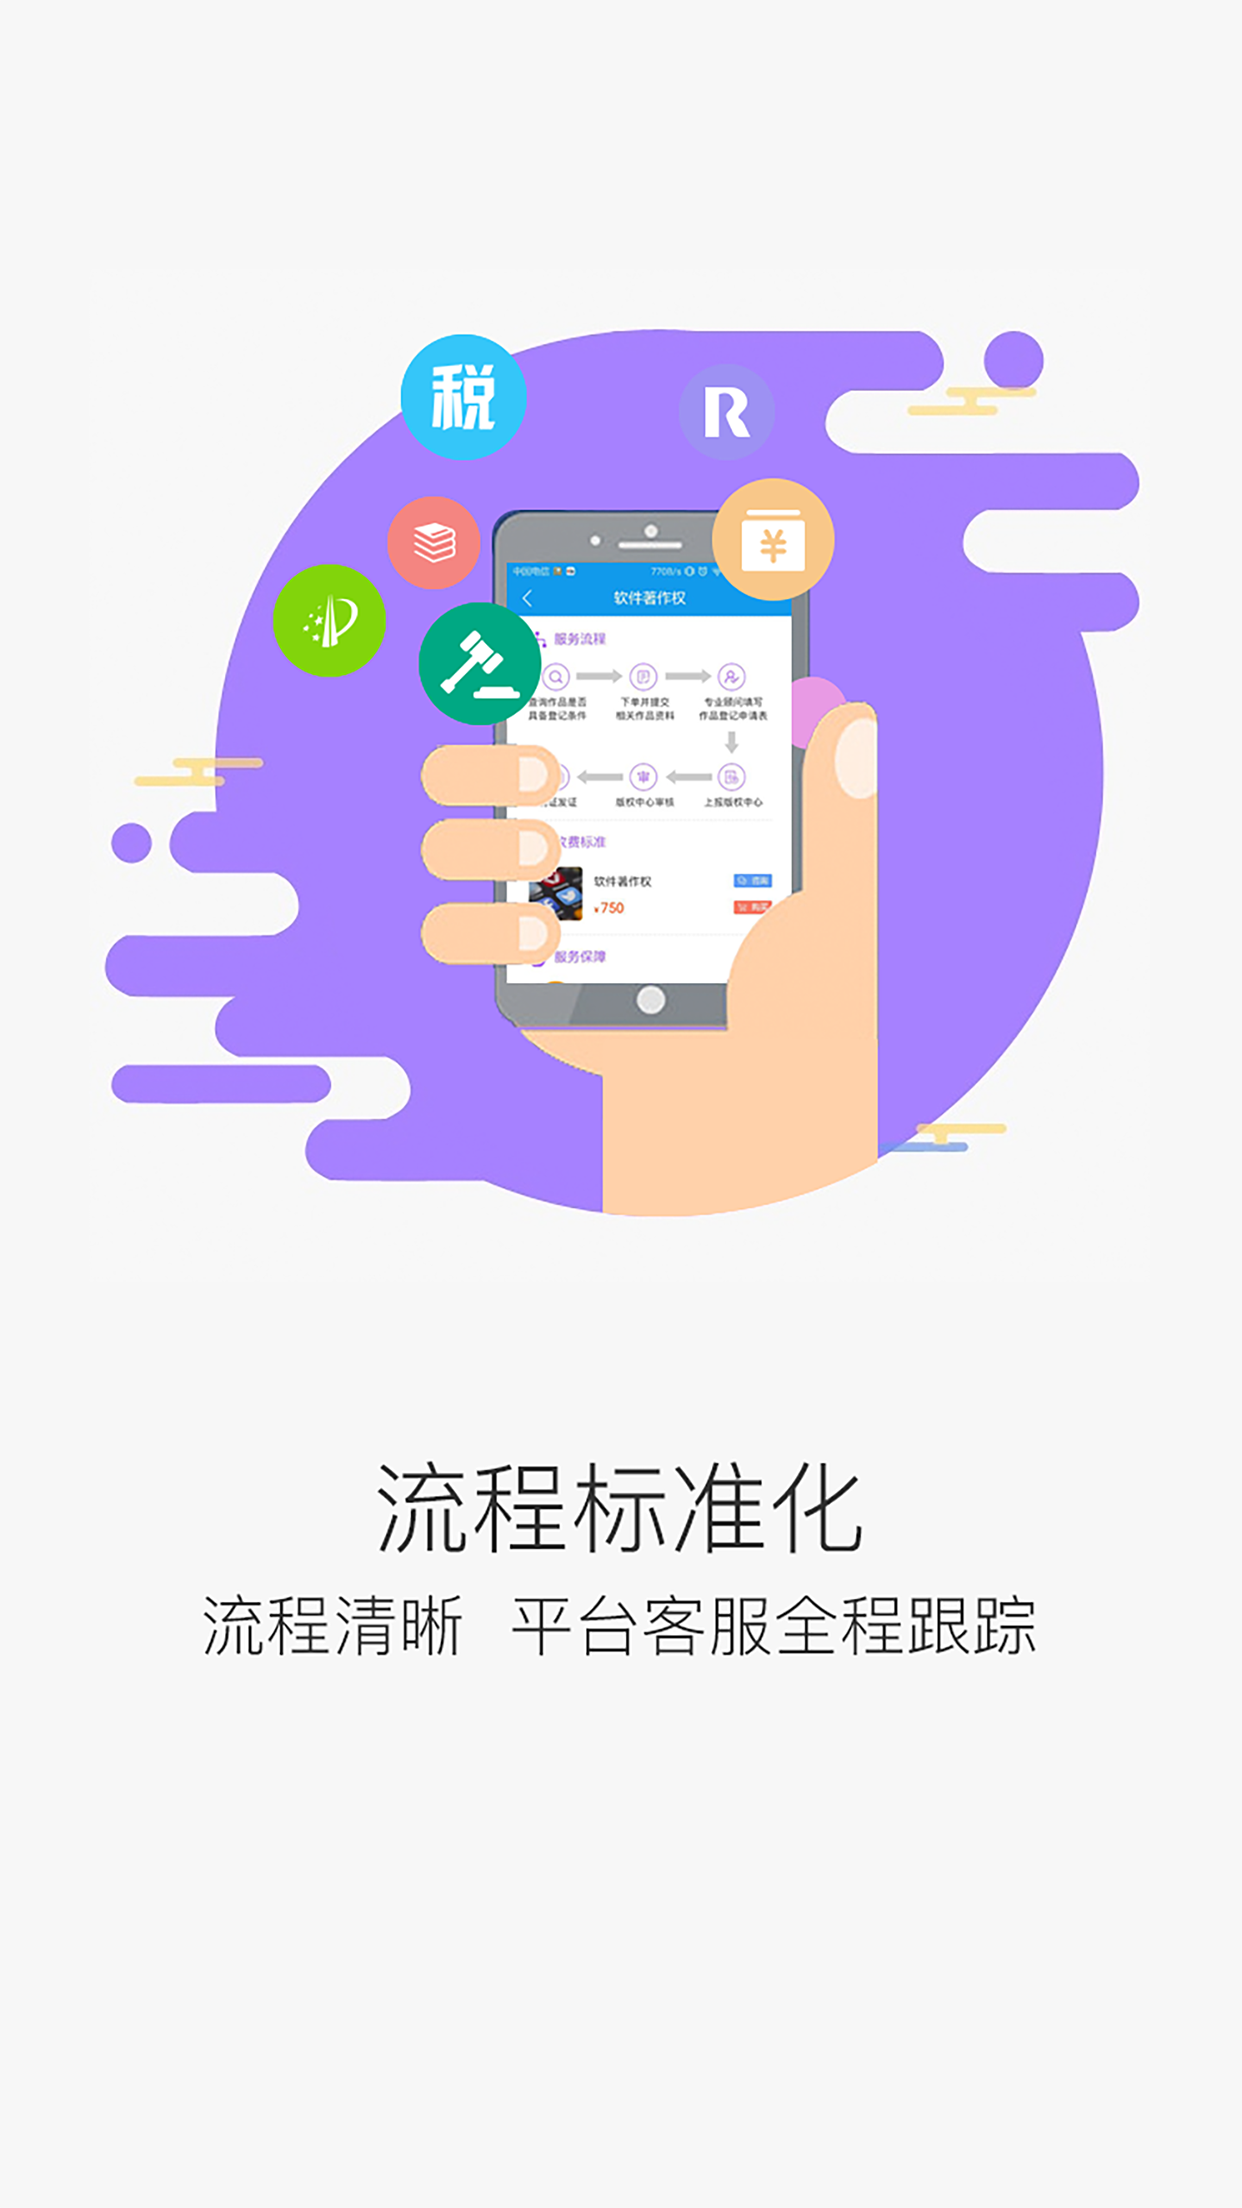 税
R
¥
中国电信
770B/s
软件著作权
服务流程
查询作品是否
具备登记条件
下单并提交
相关作品资料
专业顾问填写
作品登记申请表
证发证
版权中心审核
审
上报版权中心
费标准
软件著作权
¥750
咨询
购买
服务保障
流程标准化
流程清晰 平台客服全程跟踪